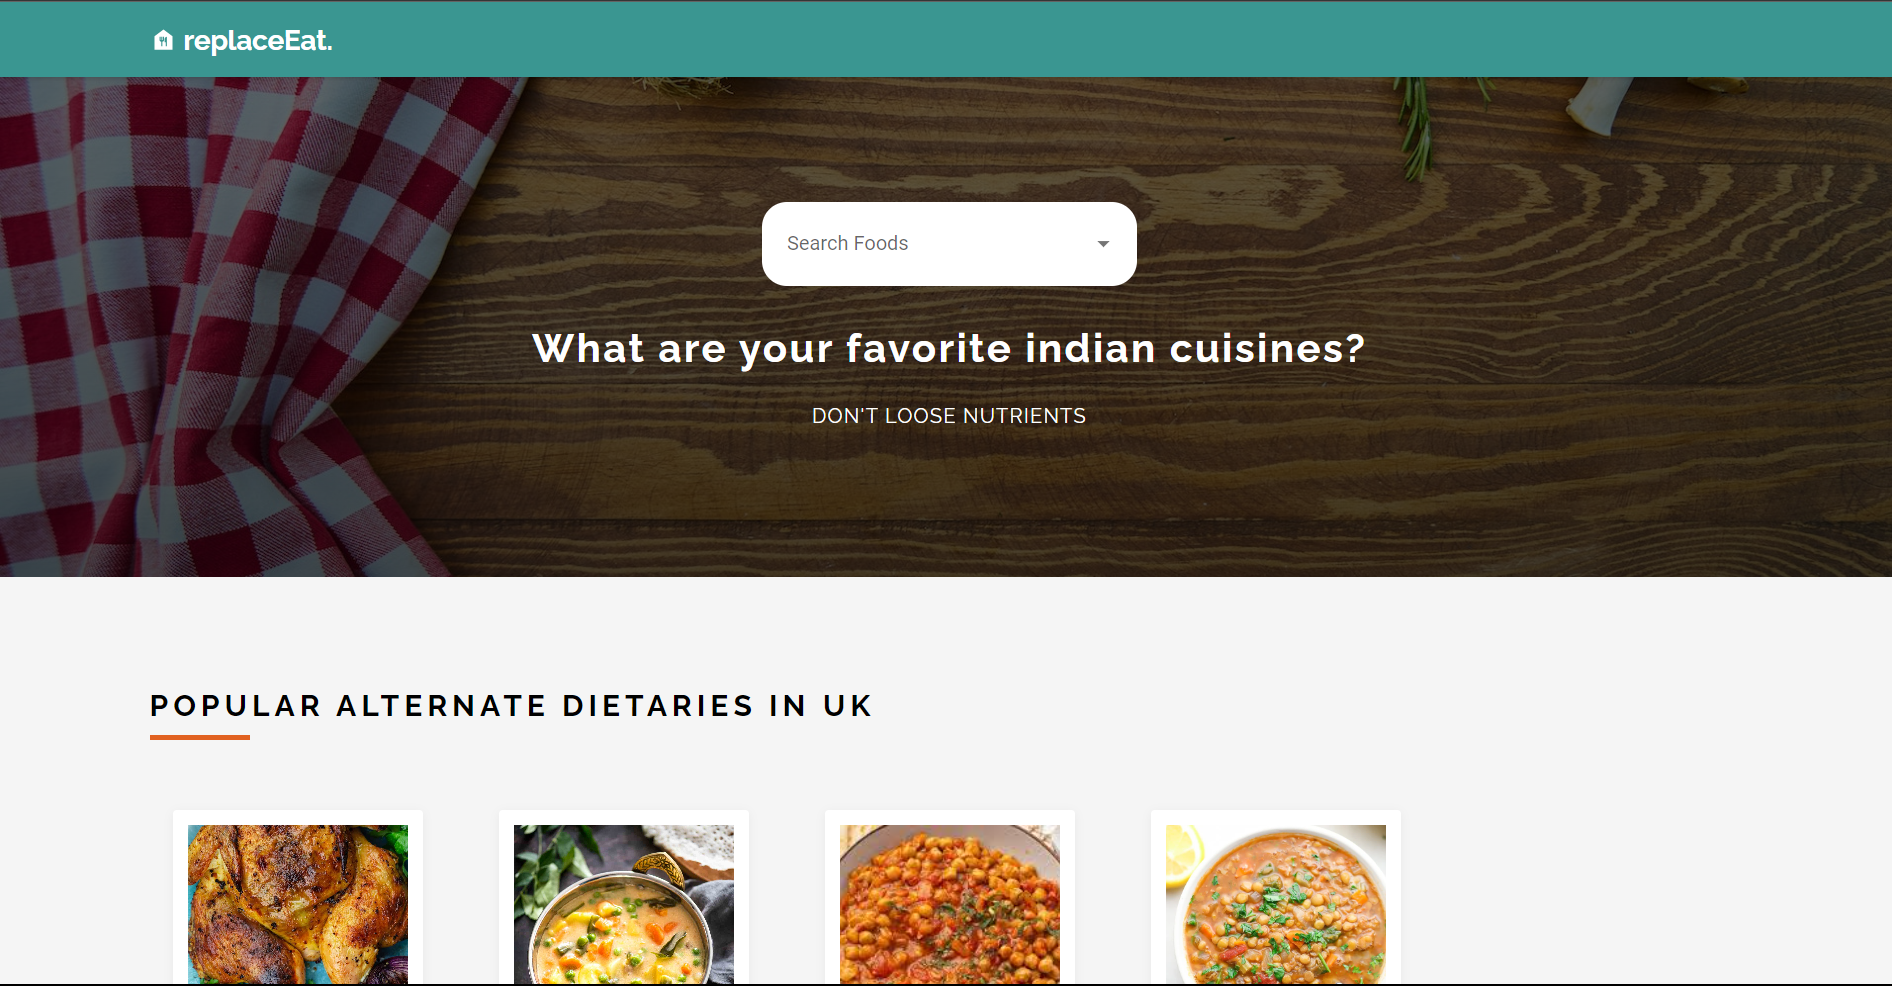 replaceEat.
Search Foods
What are your favorite indian cuisines?
DON'T LOOSE NUTRIENTS
POPULAR ALTERNATE DIETARIES IN UK